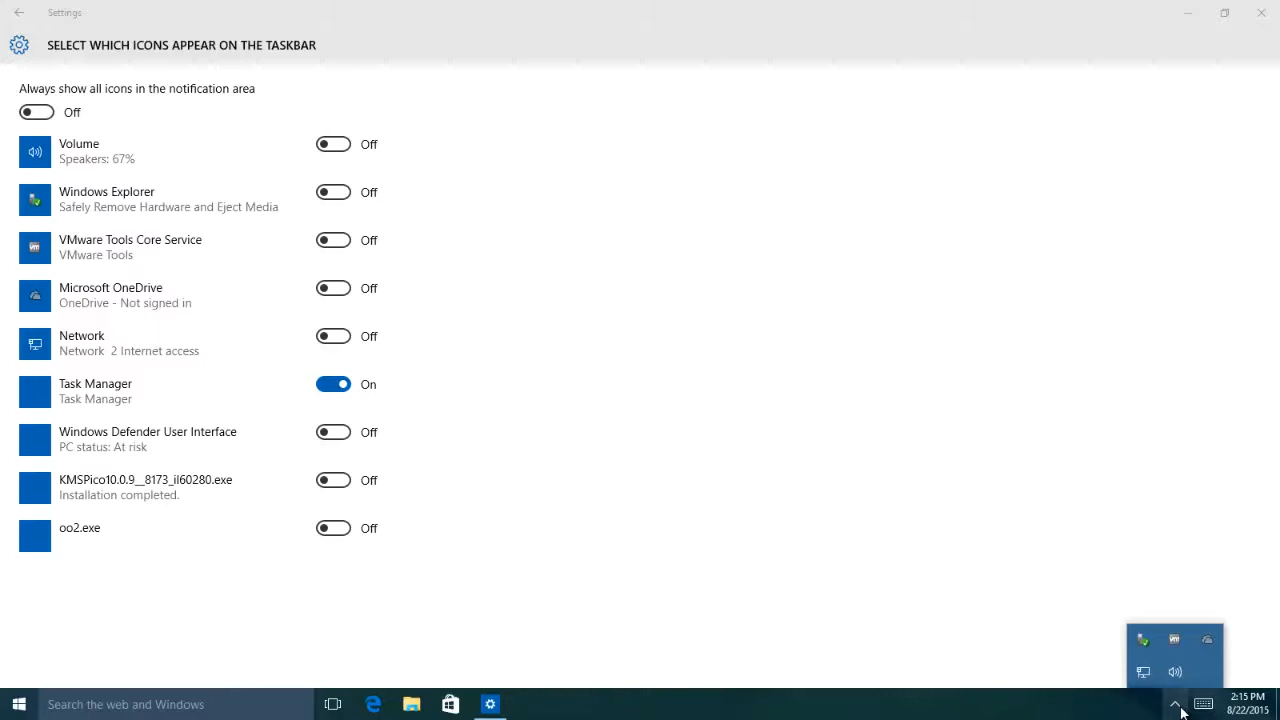 Settings
SELECT WHICH ICONS APPEAR ON THE TASKBAR
Always show all icons in the notification area
Off
Volume
Off
Speakers: 67%
Windows Explorer
Off
Safely Remove Hardware and Eject Media
VMware Tools Core Service
Off
VMware Tools
Microsoft OneDrive
Off
OneDrive - Not signed in
Network
Off
Network 2 Internet access
Task Manager
On
Task Manager
Windows Defender User Interface
Off
PC status: At risk
KMSPico10.0.9__8173_il60280.exe
Off
Installation completed.
oo2.exe
Off
Search the web and Windows
2:15 PM
8/22/2015